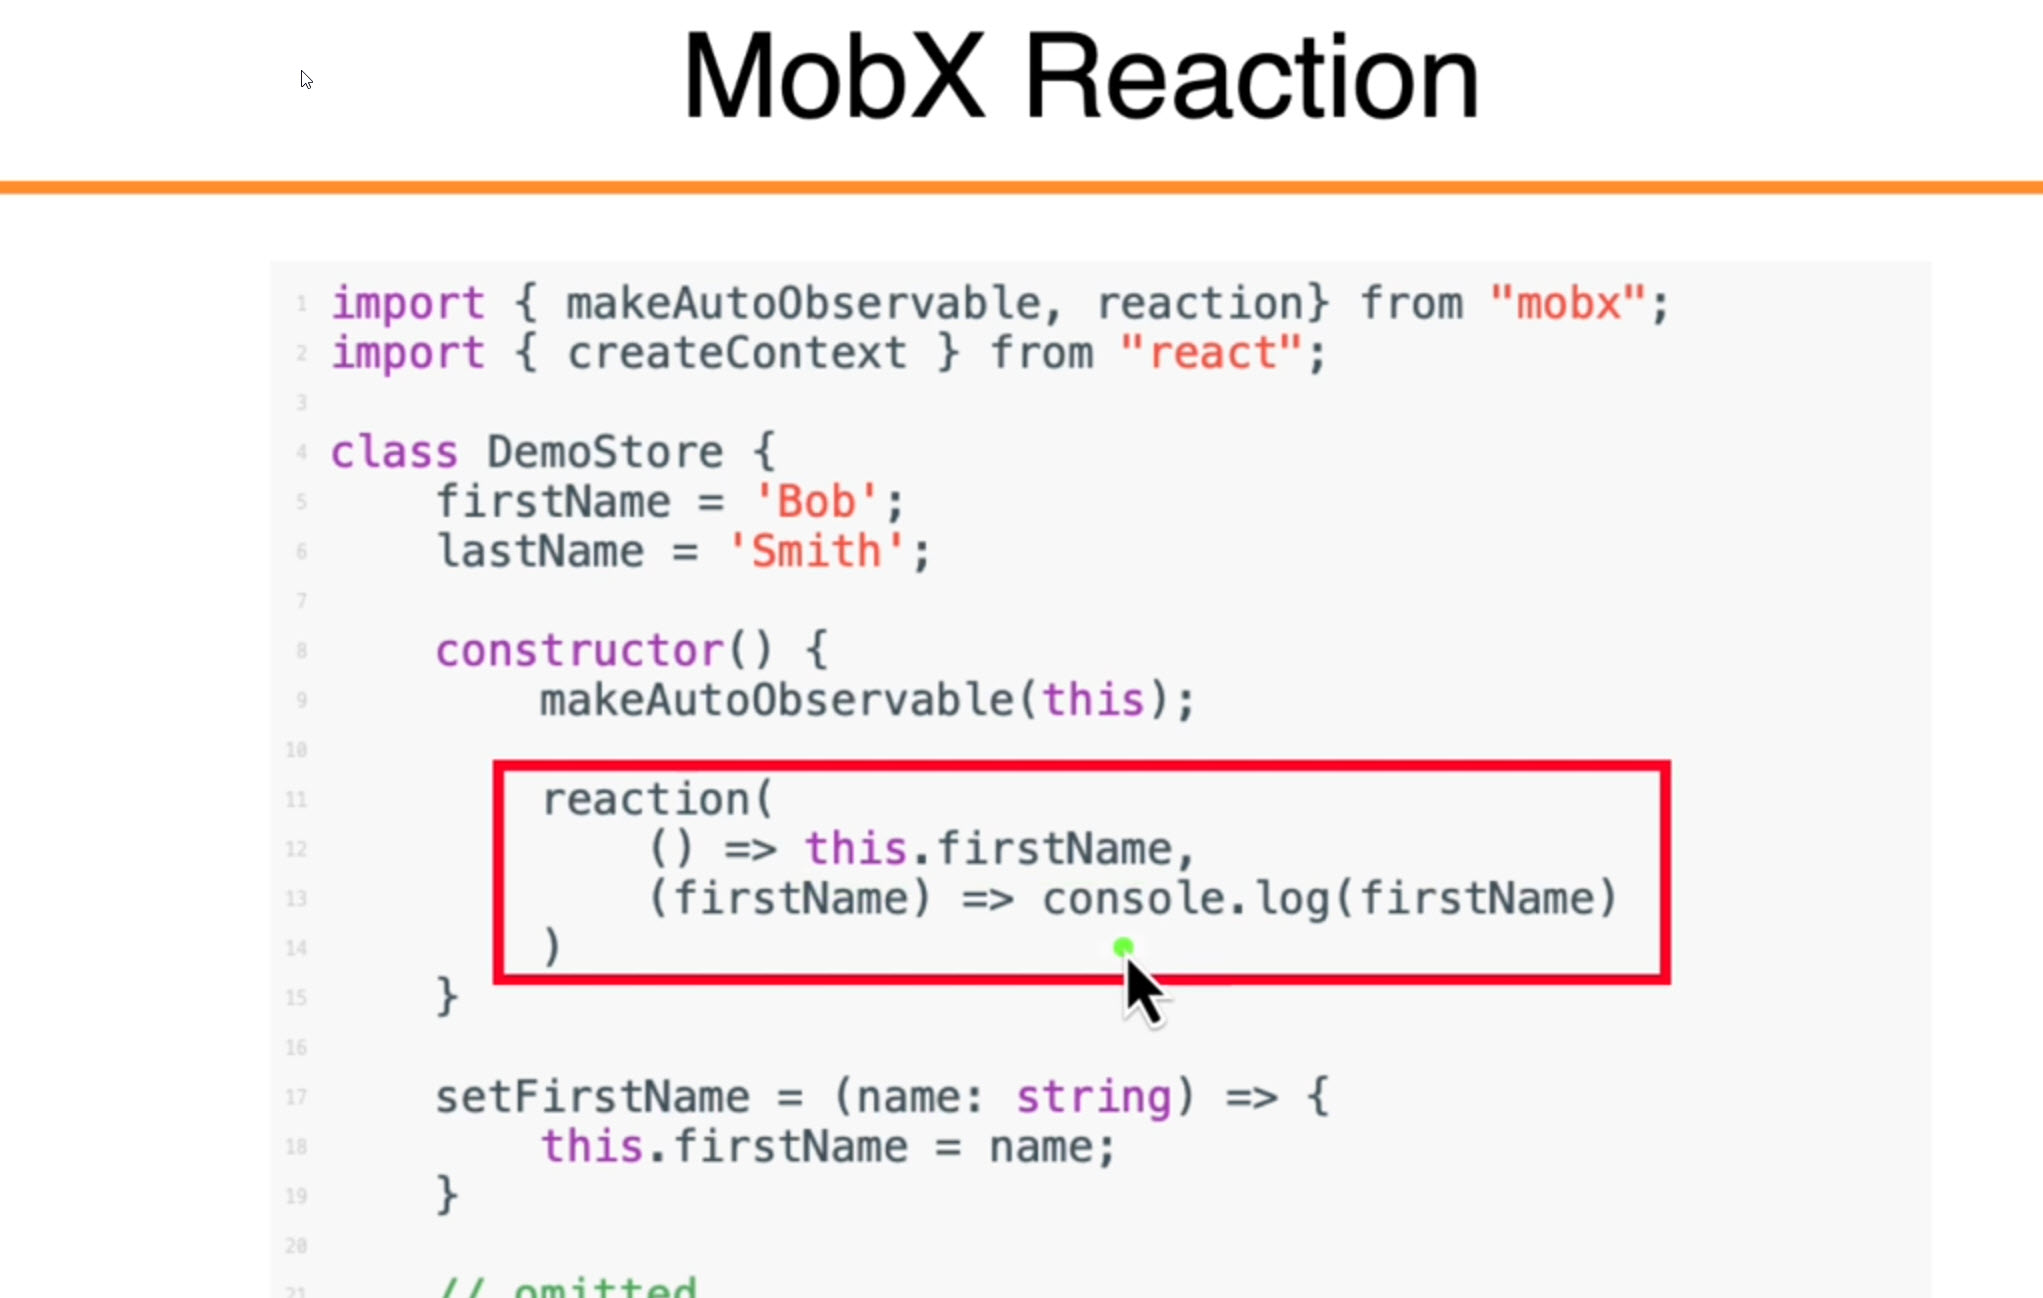 MobX Reaction
1 import { makeAutoObservable, reaction} from "mobx";
2 import { createContext } from "react";
3
4 class DemoStore {
5 firstName = 'Bob';
6 lastName = 'Smith';
7
8 constructor() {
9 makeAutoObservable(this);
10
11 reaction(
12 () => this.firstName,
13 (firstName) => console.log(firstName)
14 )
15 }
16
17 setFirstName = (name: string) => {
18 this.firstName = name;
19 }
20
21 // omitted